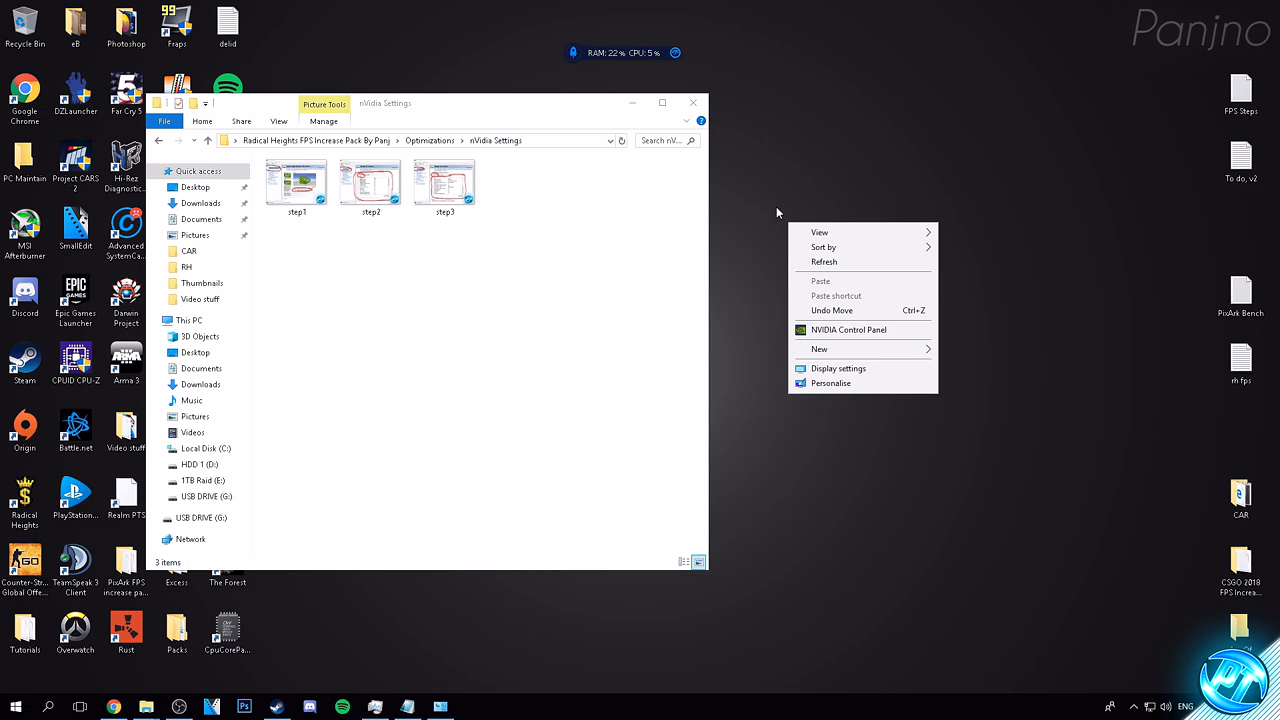 Panjno
RAM: 22% CPU: 5%
Recycle Bin
eB
Photoshop
99
Fraps
delid
Google
Chrome
DZLauncher
Far Cry 5
PC Maintain
Project CARS
2
Hi-Rez
Diagnostic...
MSI
Afterburner
SmallEdit
Advanced
SystemCa...
Discord
Epic Games
Launcher
Darwin
Project
Steam
CPUID CPU-Z
Arma 3
Origin
Battle.net
Video stuff
Radical
Heights
PlayStation...
Realm PTS
Counter-Str...
Global Offe...
TeamSpeak 3
Client
PixArk FPS
increase pa...
Excess
The Forest
Tutorials
Overwatch
Rust
Packs
CpuCorePa...
Picture Tools
nVidia Settings
File
Home
Share
View
Manage
Radical Heights FPS Increase Pack By Panj
Optimizations
nVidia Settings
Search nV...
Quick access
Desktop
Downloads
Documents
Pictures
CAR
RH
Thumbnails
Video stuff
This PC
3D Objects
Desktop
Documents
Downloads
Music
Pictures
Videos
Local Disk (C:)
HDD 1 (D:)
1TB Raid (E:)
USB DRIVE (G:)
USB DRIVE (G:)
Network
3 items
step1
step2
step3
View
Sort by
Refresh
Paste
Paste shortcut
Undo Move Ctrl+Z
NVIDIA Control Panel
New
Display settings
Personalise
FPS Steps
To do, v2
PixArk Bench
rh fps
CAR
CSGO 2018
FPS Increa...
ENG
PT